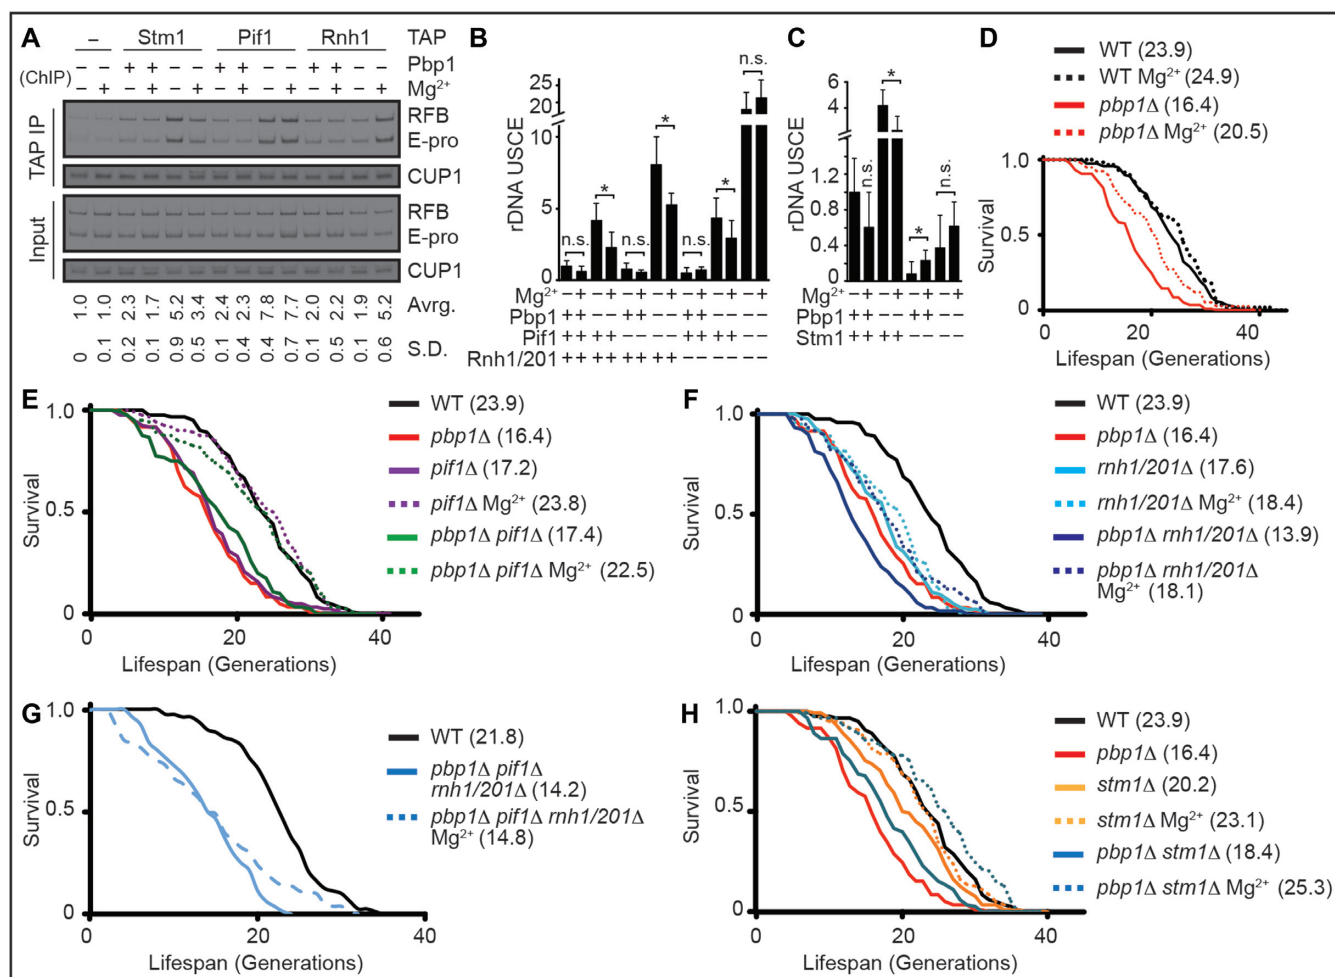 A
– Stm1 Pif1 Rnh1 TAP
+ + – – + + – – + + – – Pbp1
(ChIP)
– + – + – + – + – + – + – + Mg²⁺
TAP IP
RFB
E-pro
CUP1
Input
RFB
E-pro
CUP1
1.0 1.0 2.3 1.7 5.2 3.4 2.4 2.3 7.8 7.7 2.0 2.2 1.9 5.2 Avrg.
0 0.1 0.2 0.1 0.9 0.5 0.1 0.4 0.4 0.7 0.1 0.5 0.1 0.6 S.D.
B
rDNA USCE
25
20
10
5
0
n.s. * n.s. * n.s. * n.s.
Mg²⁺ – + – + – + – + – + – + – +
Pbp1 + + – – + + – – + + – – – –
Pif1 + + + + – – + + + + – –
Rnh1/201 + + + + + + + + – – – – – –
C
rDNA USCE
6
4
2
1.2
0.8
0.4
0
n.s. * * n.s.
Mg²⁺ – + – + – + – +
Pbp1 + + – – + + – –
Stm1 + + + + – – – –
D
WT (23.9)
WT Mg²⁺ (24.9)
pbp1Δ (16.4)
pbp1Δ Mg²⁺ (20.5)
Survival
1.0
0.5
0
0 20 40
Lifespan (Generations)
E
WT (23.9)
pbp1Δ (16.4)
pif1Δ (17.2)
pif1Δ Mg²⁺ (23.8)
pbp1Δ pif1Δ (17.4)
pbp1Δ pif1Δ Mg²⁺ (22.5)
Survival
1.0
0.5
0
0 20 40
Lifespan (Generations)
F
WT (23.9)
pbp1Δ (16.4)
rnh1/201Δ (17.6)
rnh1/201Δ Mg²⁺ (18.4)
pbp1Δ rnh1/201Δ (13.9)
pbp1Δ rnh1/201Δ
Mg²⁺ (18.1)
Survival
1.0
0.5
0
0 20 40
Lifespan (Generations)
G
WT (21.8)
pbp1Δ pif1Δ
rnh1/201Δ (14.2)
pbp1Δ pif1Δ rnh1/201Δ
Mg²⁺ (14.8)
Survival
1.0
0.5
0
0 20 40
Lifespan (Generations)
H
WT (23.9)
pbp1Δ (16.4)
stm1Δ (20.2)
stm1Δ Mg²⁺ (23.1)
pbp1Δ stm1Δ (18.4)
pbp1Δ stm1Δ Mg²⁺ (25.3)
Survival
1.0
0.5
0
0 20 40
Lifespan (Generations)